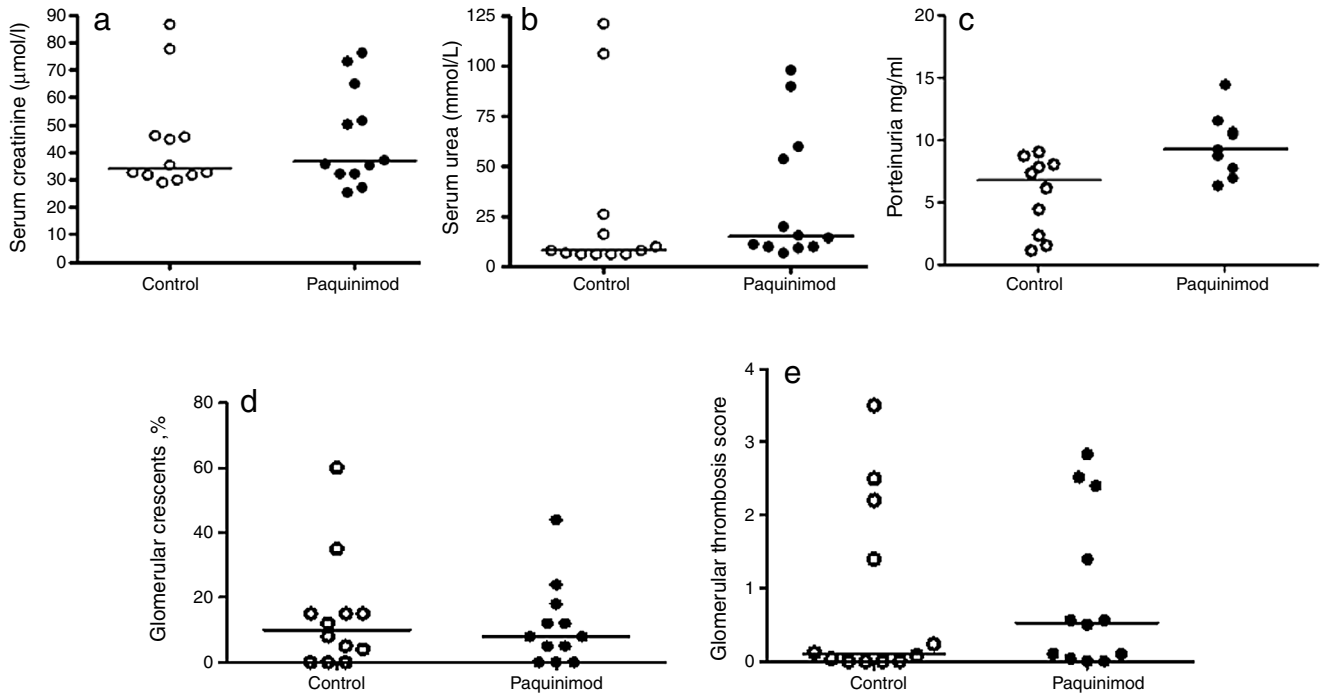 a
Serum creatinine (μmol/l)
90
80
70
60
50
40
30
20
10
0
Control
Paquinimod
b
Serum urea (mmol/L)
125
100
75
50
25
0
Control
Paquinimod
c
Porteinuria mg/ml
20
15
10
5
0
Control
Paquinimod
d
Glomerular crescents ,%
80
60
40
20
0
Control
Paquinimod
e
Glomerular thrombosis score
4
3
2
1
0
Control
Paquinimod